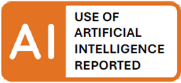 AI
USE OF
ARTIFICIAL
INTELLIGENCE
REPORTED